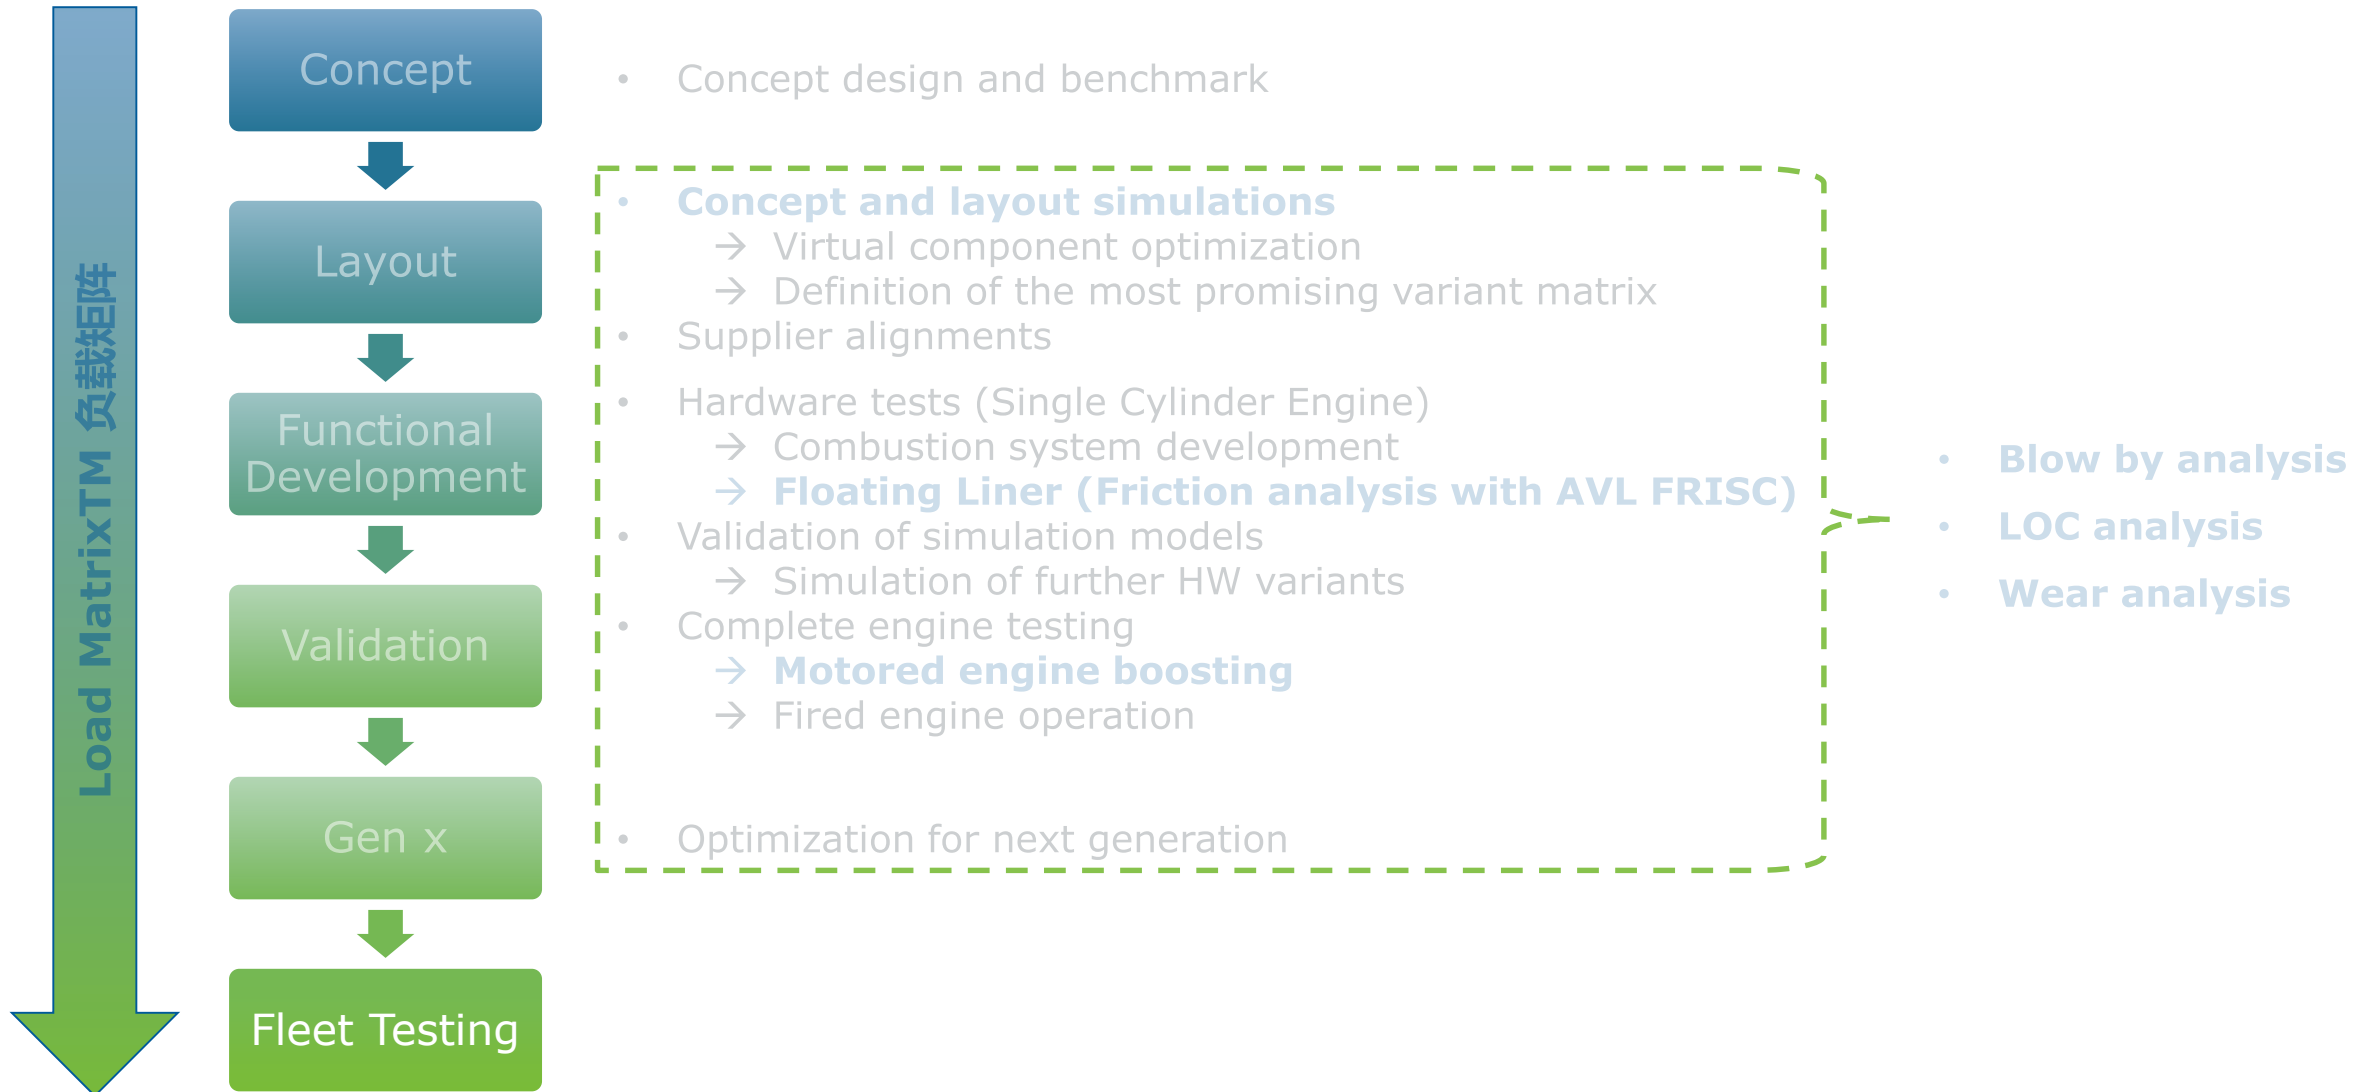 Load MatrixTM 负载矩阵
Concept
• Concept design and benchmark
Layout
• Concept and layout simulations
→ Virtual component optimization
→ Definition of the most promising variant matrix
• Supplier alignments
Functional
Development
• Hardware tests (Single Cylinder Engine)
→ Combustion system development
→ Floating Liner (Friction analysis with AVL FRISC)
• Validation of simulation models
→ Simulation of further HW variants
Validation
• Complete engine testing
→ Motored engine boosting
→ Fired engine operation
Gen x
• Optimization for next generation
Fleet Testing
• Blow by analysis
• LOC analysis
• Wear analysis